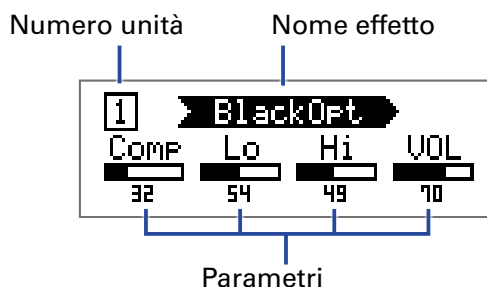 Numero unità Nome effetto
1 BlackOpt
Comp Lo Hi VOL
32 54 49 70
Parametri